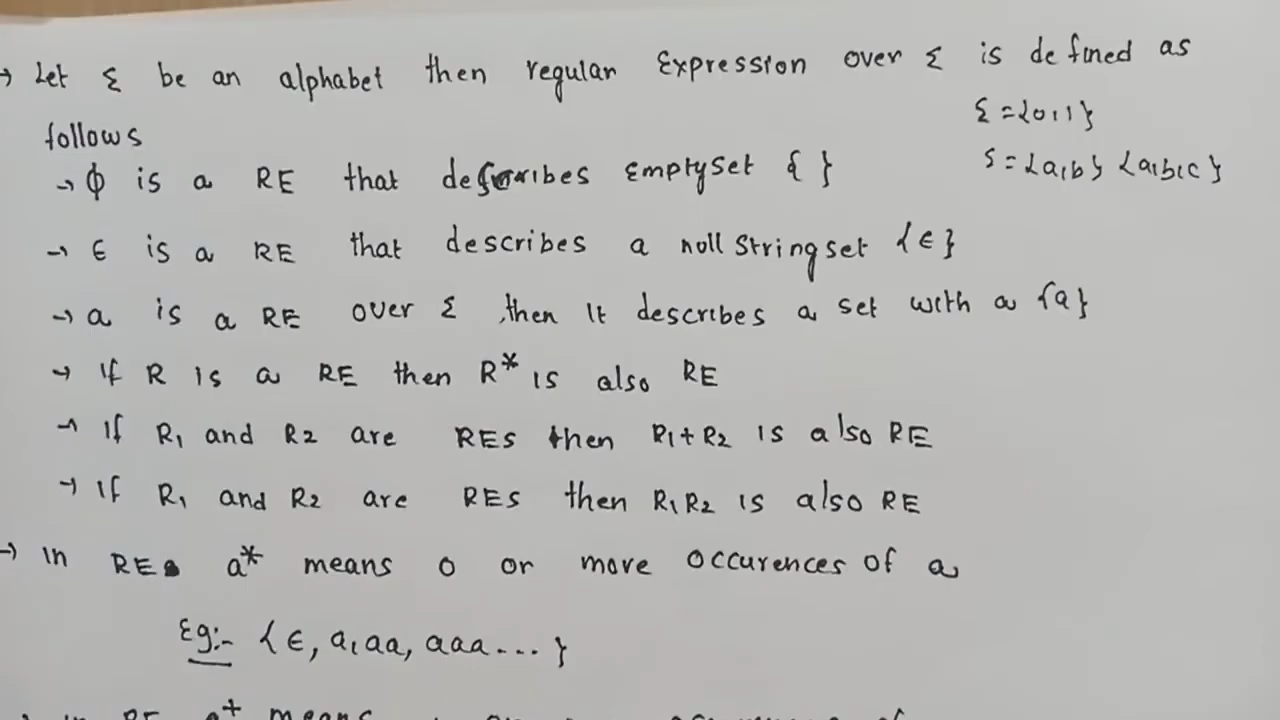 → Let Σ be an alphabet then regular Expression over Σ is defined as
follows
Σ = {0,1}
S = {a,b} {a,b,c}
→ ϕ is a RE that describes emptyset { }
→ ϵ is a RE that describes a null string set {ϵ}
→ a is a RE over Σ, then it describes a set with a {a}
→ If R is a RE then R* is also RE
→ If R₁ and R₂ are REs then R₁+R₂ is also RE
→ If R₁ and R₂ are REs then R₁R₂ is also RE
→ In RE a* means 0 or more occurences of a
Eg:- {ϵ, a, aa, aaa...}
→ In RE a⁺ means